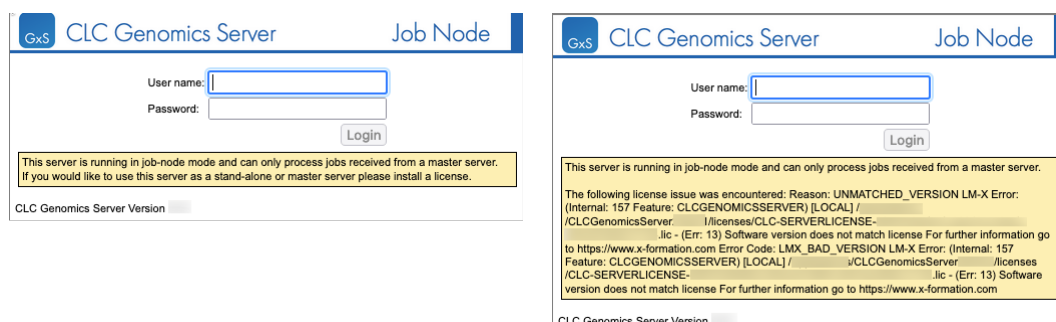 GxS CLC Genomics Server Job Node
User name:
Password:
Login
This server is running in job-node mode and can only process jobs received from a master server.
If you would like to use this server as a stand-alone or master server please install a license.
CLC Genomics Server Version
GxS CLC Genomics Server Job Node
User name:
Password:
Login
This server is running in job-node mode and can only process jobs received from a master server.
The following license issue was encountered: Reason: UNMATCHED_VERSION LM-X Error:
(Internal: 157 Feature: CLCGENOMICSSERVER) [LOCAL] /
/CLCGenomicsServer. /licenses/CLC-SERVERLICENSE-
.lic - (Err: 13) Software version does not match license For further information go
to https://www.x-formation.com Error Code: LMX_BAD_VERSION LM-X Error: (Internal: 157
Feature: CLCGENOMICSSERVER) [LOCAL] / /CLCGenomicsServer /licenses
/CLC-SERVERLICENSE- .lic - (Err: 13) Software
version does not match license For further information go to https://www.x-formation.com
CLC Genomics Server Version